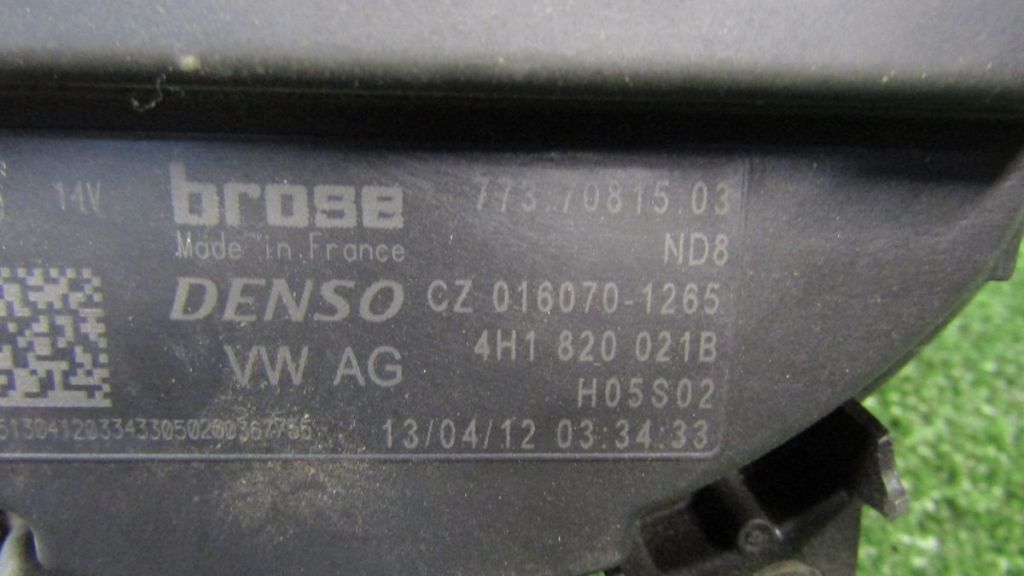 14V brose 773.70815.03
Made in France ND8
DENSO CZ 016070-1265
VW AG 4H1 820 021B
H05S02
13/04/12 03:34:33